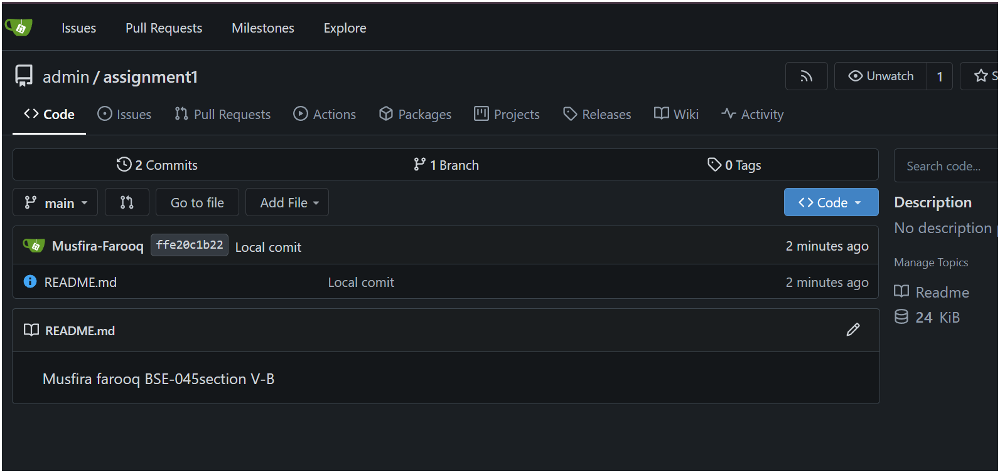 Issues Pull Requests Milestones Explore
admin / assignment1
Unwatch 1 S
Code Issues Pull Requests Actions Packages Projects Releases Wiki Activity
2 Commits 1 Branch 0 Tags
Search code...
main Go to file Add File Code
Description
No description
Musfira-Farooq ffe20c1b22 Local comit 2 minutes ago
Manage Topics
README.md Local comit 2 minutes ago
Readme
24 KiB
README.md
Musfira farooq BSE-045section V-B